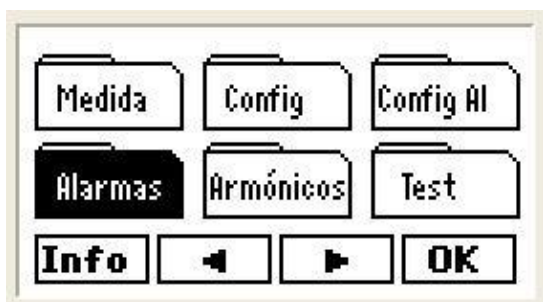 Medida Config Config Al
Alarmas Armónicos Test
Info ◄ ► OK